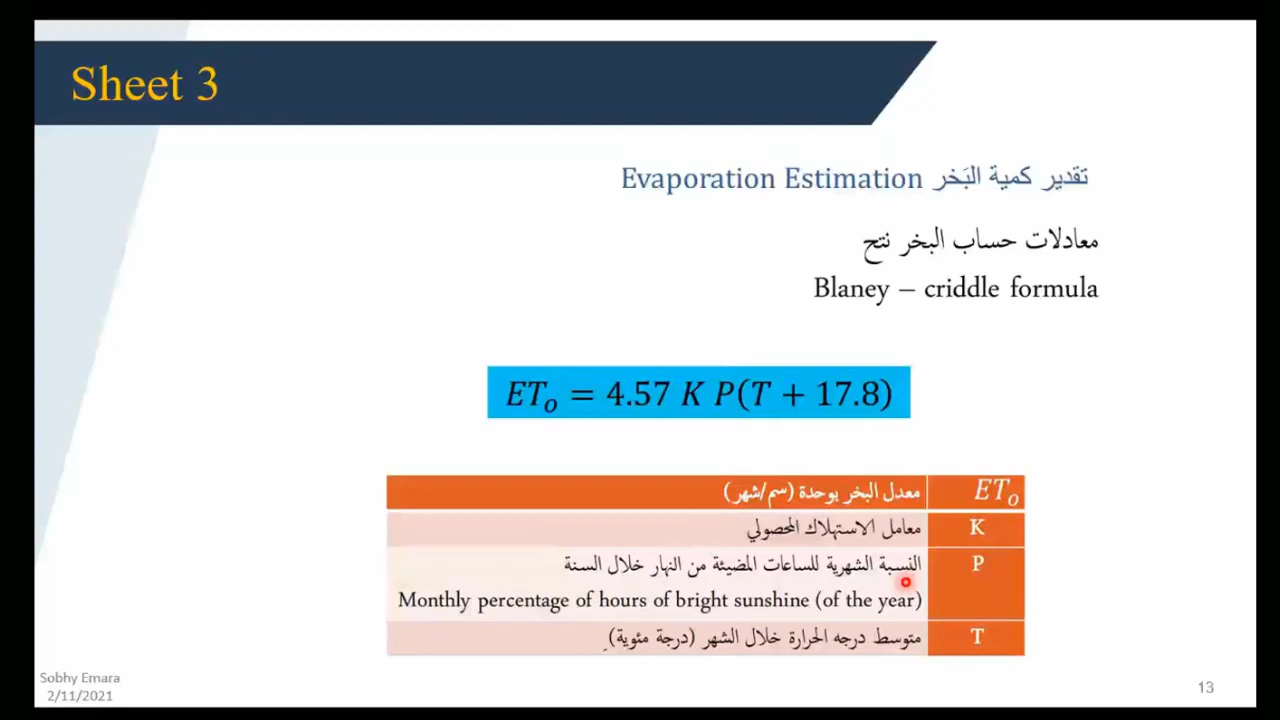 Sheet 3
تقدير كمية البَخر Evaporation Estimation
معادلات حساب البخر نتح
Blaney – criddle formula
ET₀ = 4.57 K P(T + 17.8)
ET₀ معدل البخر بوحدة (سم/شهر)
K معامل الاستهلاك المحصولي
P النسبة الشهرية للساعات المضيئة من النهار خلال السنة
Monthly percentage of hours of bright sunshine (of the year)
T متوسط درجه الحرارة خلال الشهر (درجة مئوية).
Sobhy Emara
2/11/2021
13